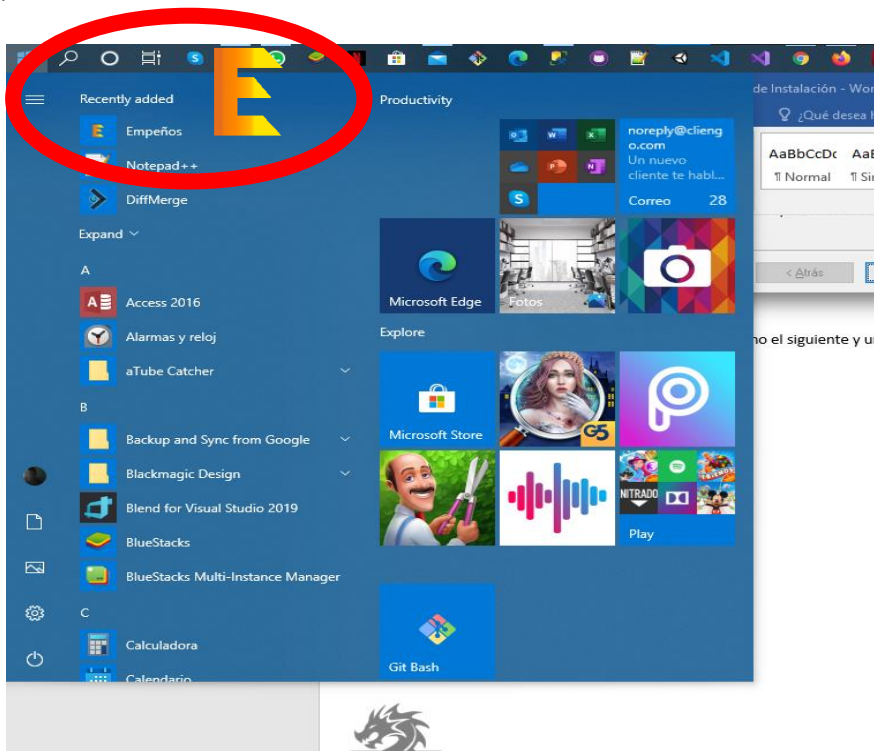 E
Recently added
Productivity
E Empeños
Notepad++
DiffMerge
Expand
A
Access 2016
Alarmas y reloj
aTube Catcher
B
Backup and Sync from Google
Blackmagic Design
Blend for Visual Studio 2019
BlueStacks
BlueStacks Multi-Instance Manager
C
Calculadora
Calendario
noreply@clieng
o.com
Un nuevo
cliente te habl...
Correo 28
Microsoft Edge
Fotos
Explore
Microsoft Store
G5
NITRADO
Play
Git Bash
de Instalación - Wor
¿Qué desea h
AaBbCcDc AaB
¶ Normal ¶ Sin
< Atrás
no el siguiente y u